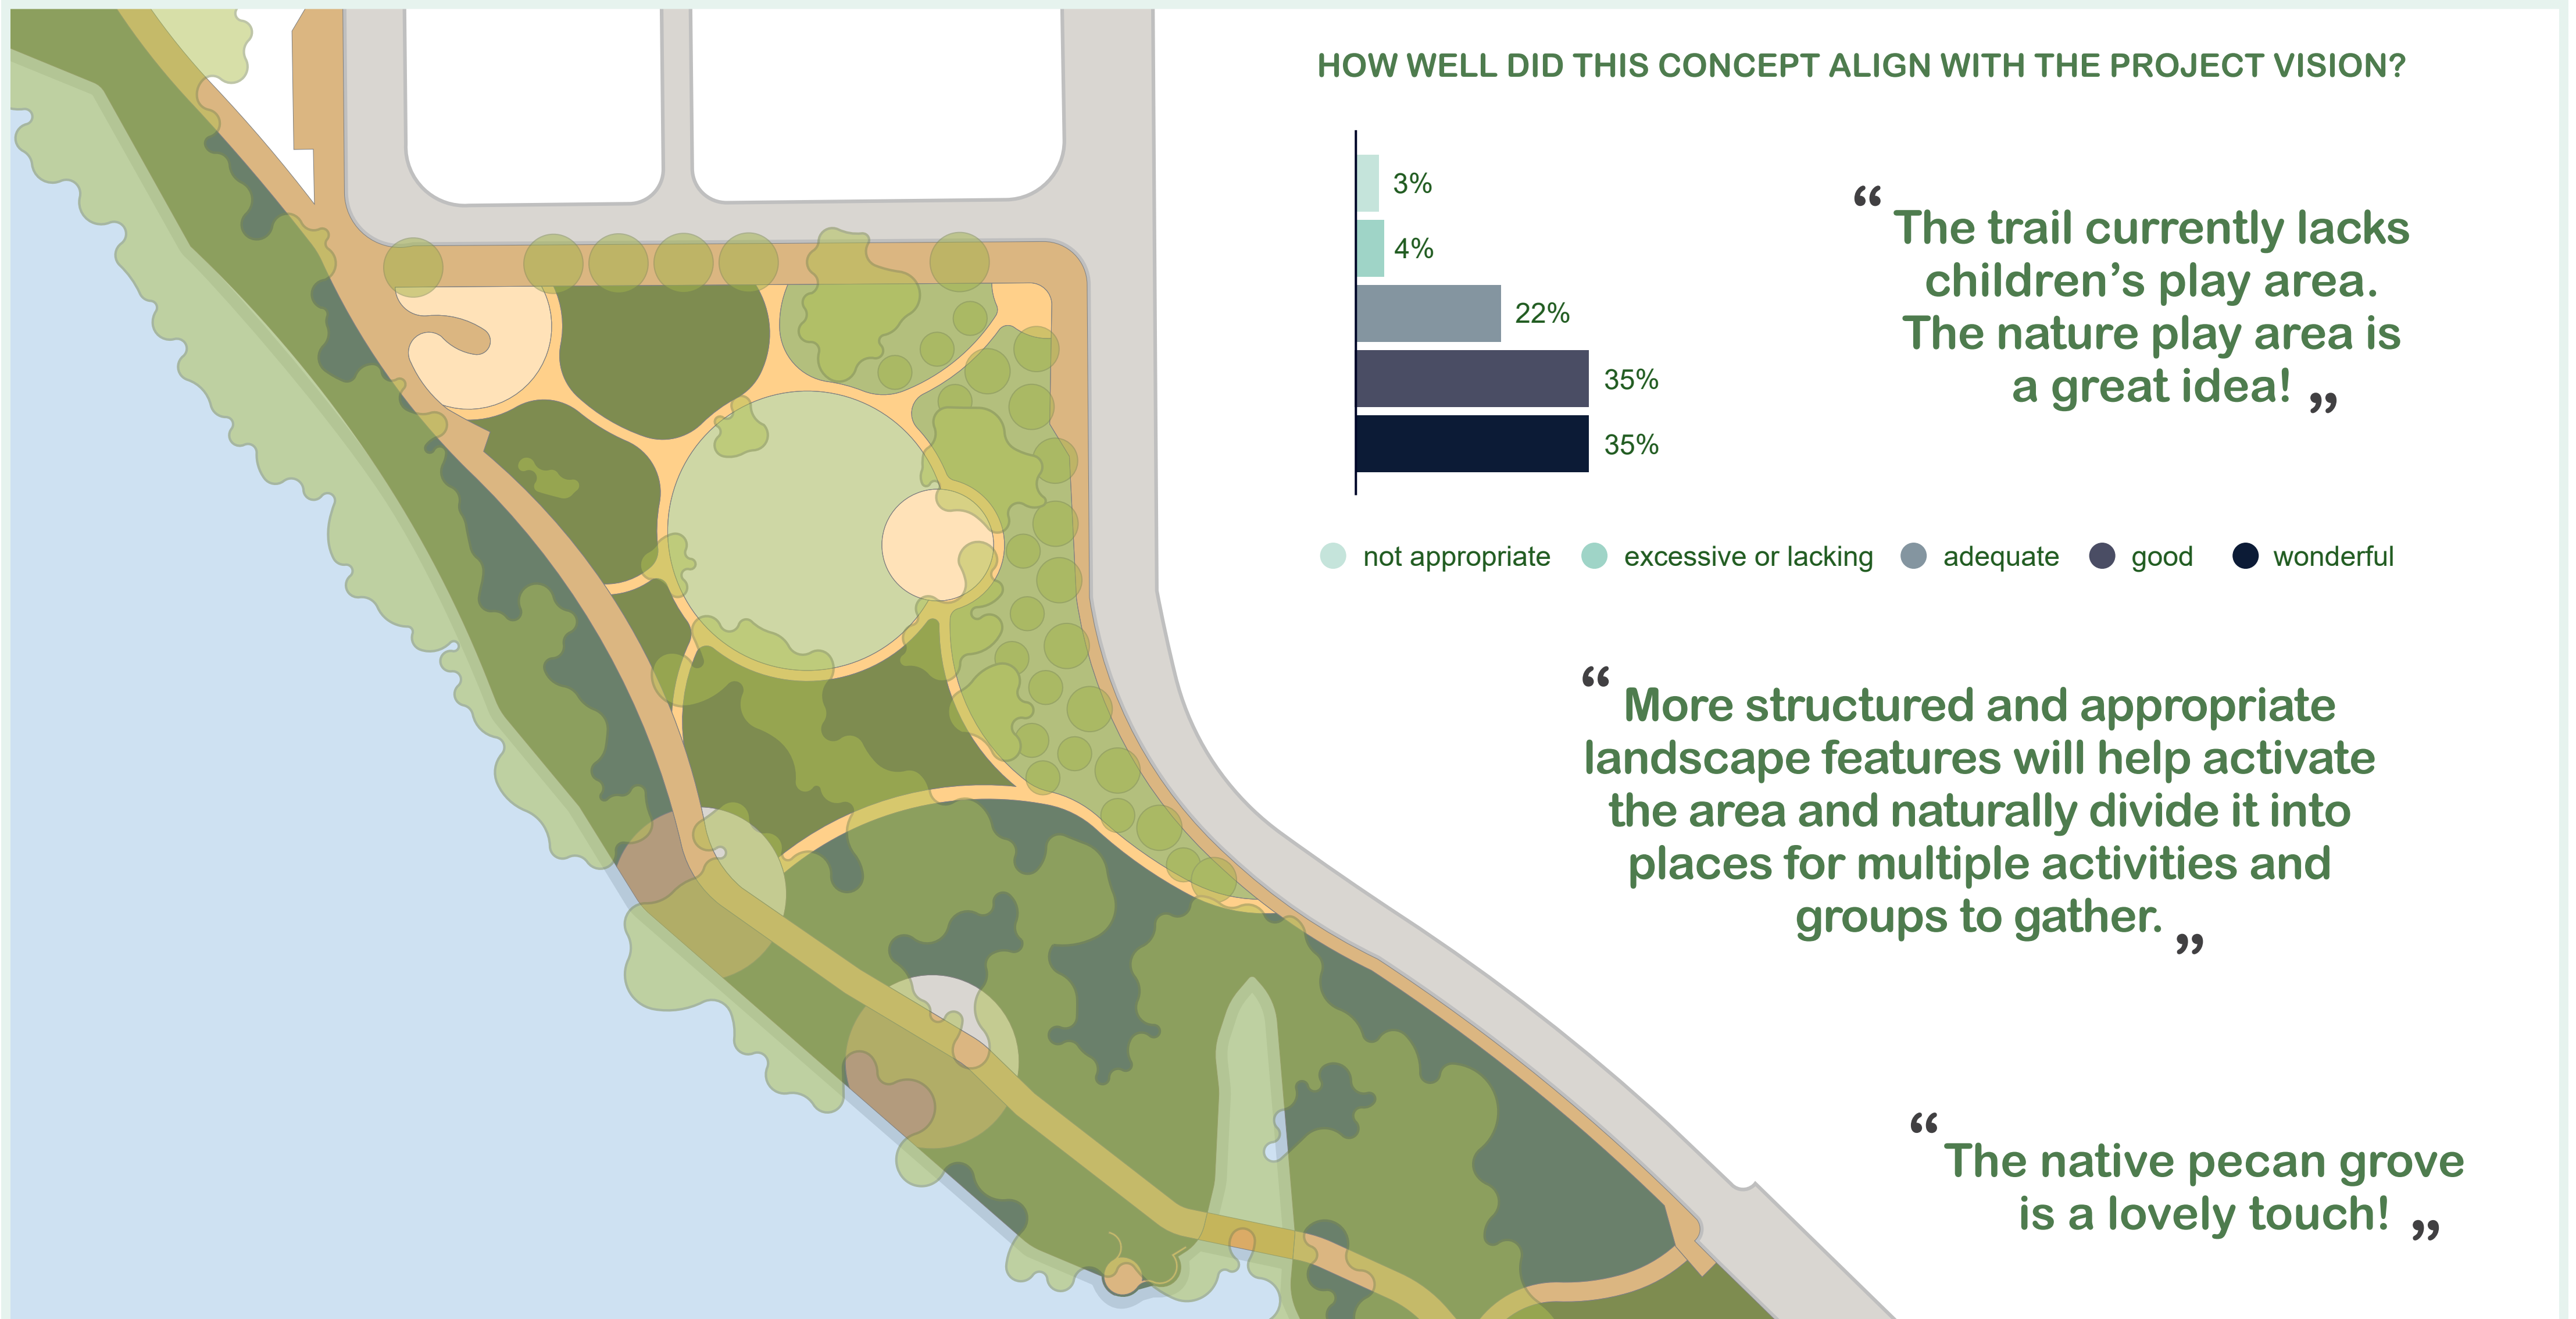 HOW WELL DID THIS CONCEPT ALIGN WITH THE PROJECT VISION?
3%
4%
22%
35%
35%
not appropriate
excessive or lacking
adequate
good
wonderful
“ The trail currently lacks
children’s play area.
The nature play area is
a great idea! ”
“ More structured and appropriate
landscape features will help activate
the area and naturally divide it into
places for multiple activities and
groups to gather. ”
“ The native pecan grove
is a lovely touch! ”